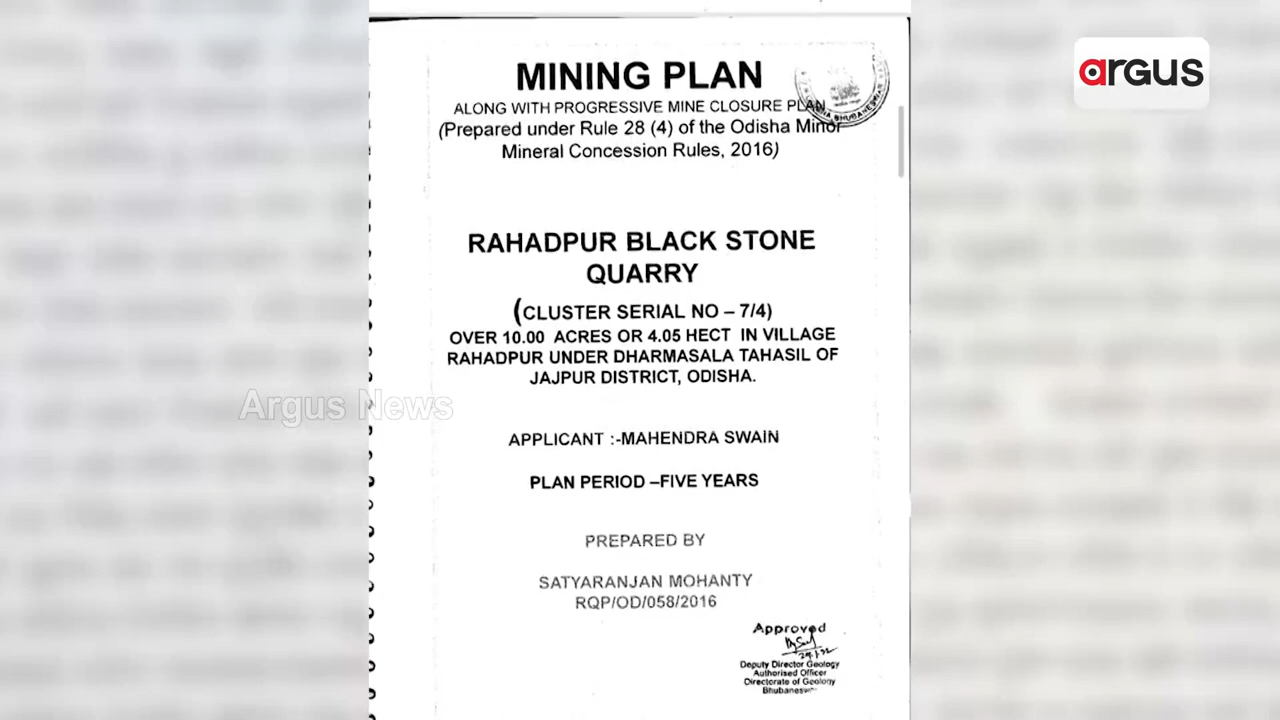 argus
MINING PLAN
ALONG WITH PROGRESSIVE MINE CLOSURE PLAN
(Prepared under Rule 28 (4) of the Odisha Minor
Mineral Concession Rules, 2016)
RAHADPUR BLACK STONE
QUARRY
(CLUSTER SERIAL NO – 7/4)
OVER 10.00 ACRES OR 4.05 HECT IN VILLAGE
RAHADPUR UNDER DHARMASALA TAHASIL OF
JAJPUR DISTRICT, ODISHA.
Argus News
APPLICANT :-MAHENDRA SWAIN
PLAN PERIOD –FIVE YEARS
PREPARED BY
SATYARANJAN MOHANTY
RQP/OD/058/2016
Approved
Deputy Director Geology
Authorised Officer
Directorate of Geology